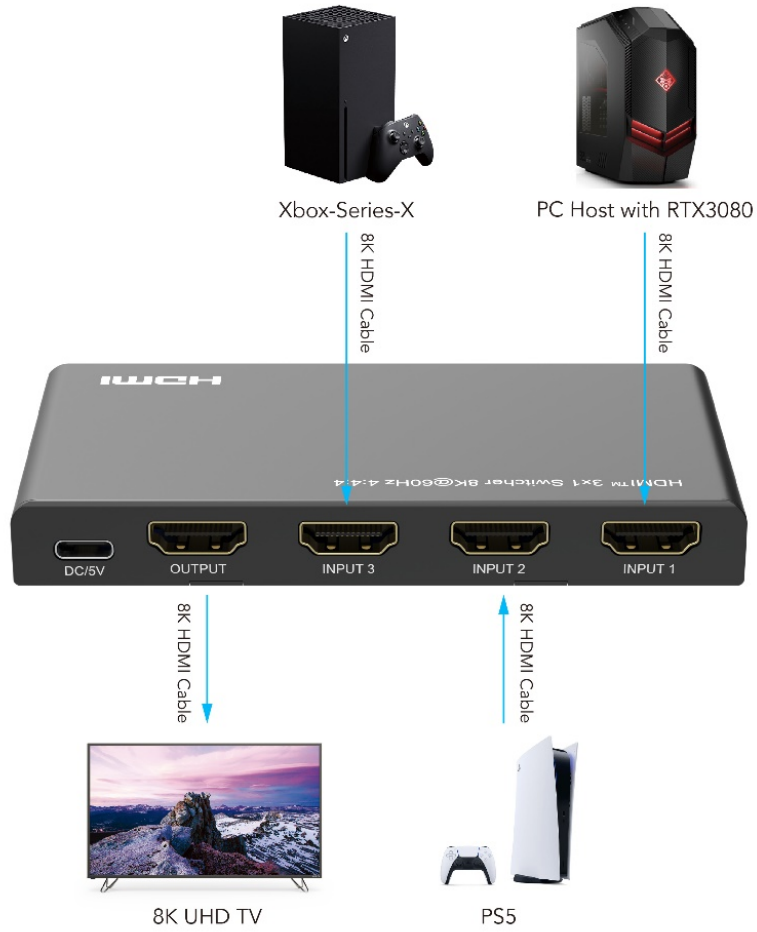 Xbox-Series-X
PC Host with RTX3080
8K HDMI Cable
8K HDMI Cable
HDMI
HDMI™ 3x1 Switcher 8K@60Hz 4:4:4
DC/5V
OUTPUT
INPUT 3
INPUT 2
INPUT 1
8K HDMI Cable
8K HDMI Cable
8K UHD TV
PS5